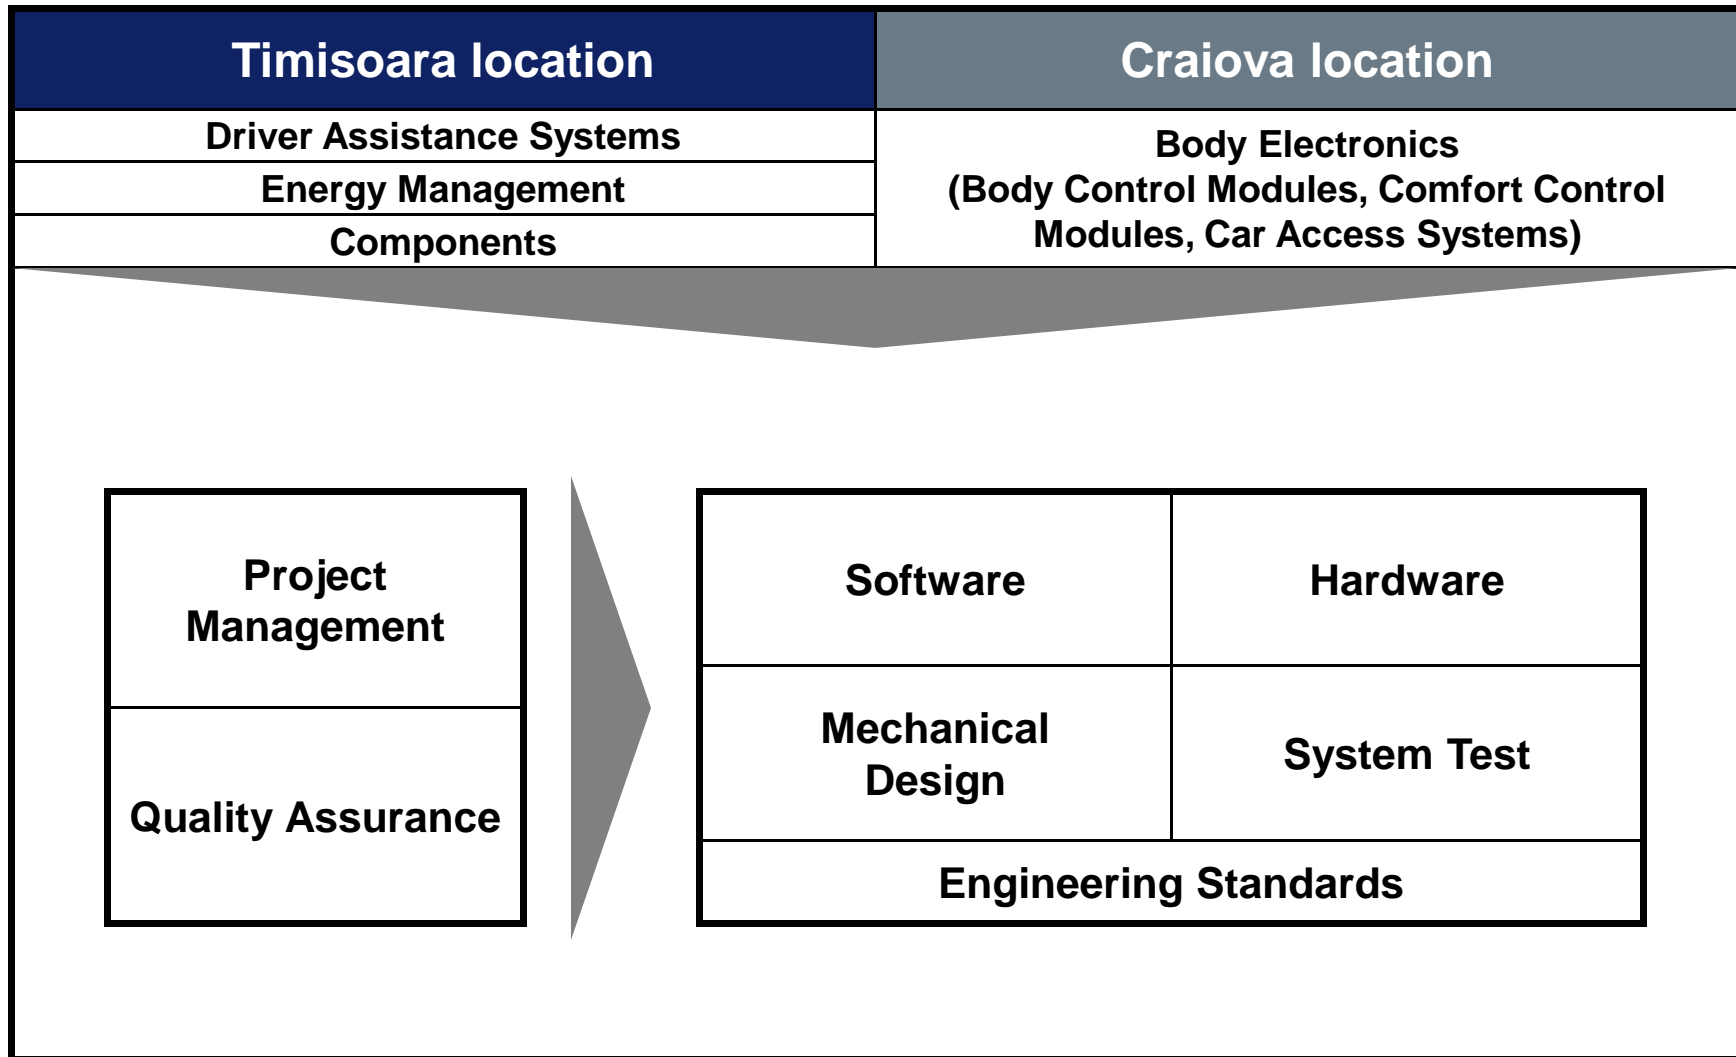 Timisoara location
Craiova location
Driver Assistance Systems
Energy Management
Components
Body Electronics
(Body Control Modules, Comfort Control
Modules, Car Access Systems)
Project
Management
Quality Assurance
Software
Hardware
Mechanical
Design
System Test
Engineering Standards